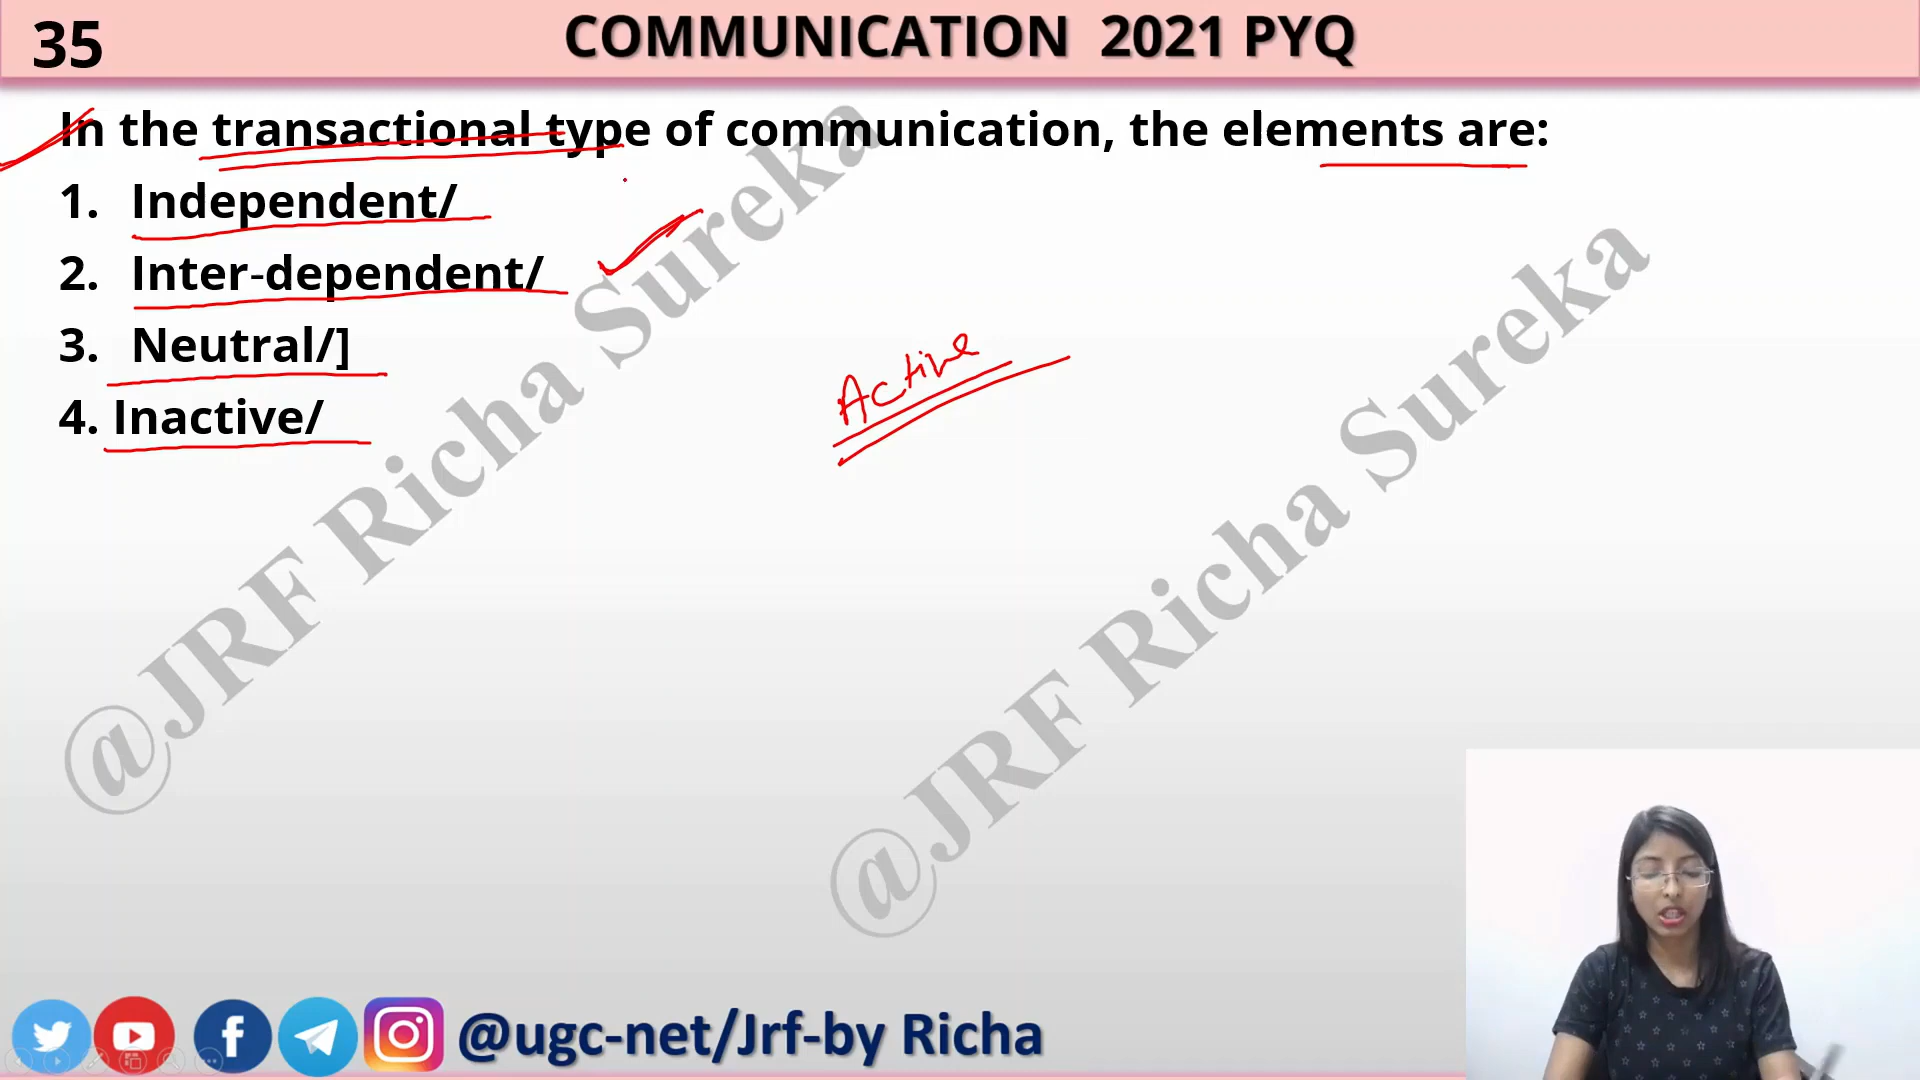 35
COMMUNICATION 2021 PYQ
In the transactional type of communication, the elements are:
1. Independent/
2. Inter-dependent/
3. Neutral/]
4. Inactive/
Active
@JRF Richa Sureka
@JRF Richa Sureka
@ugc-net/Jrf-by Richa